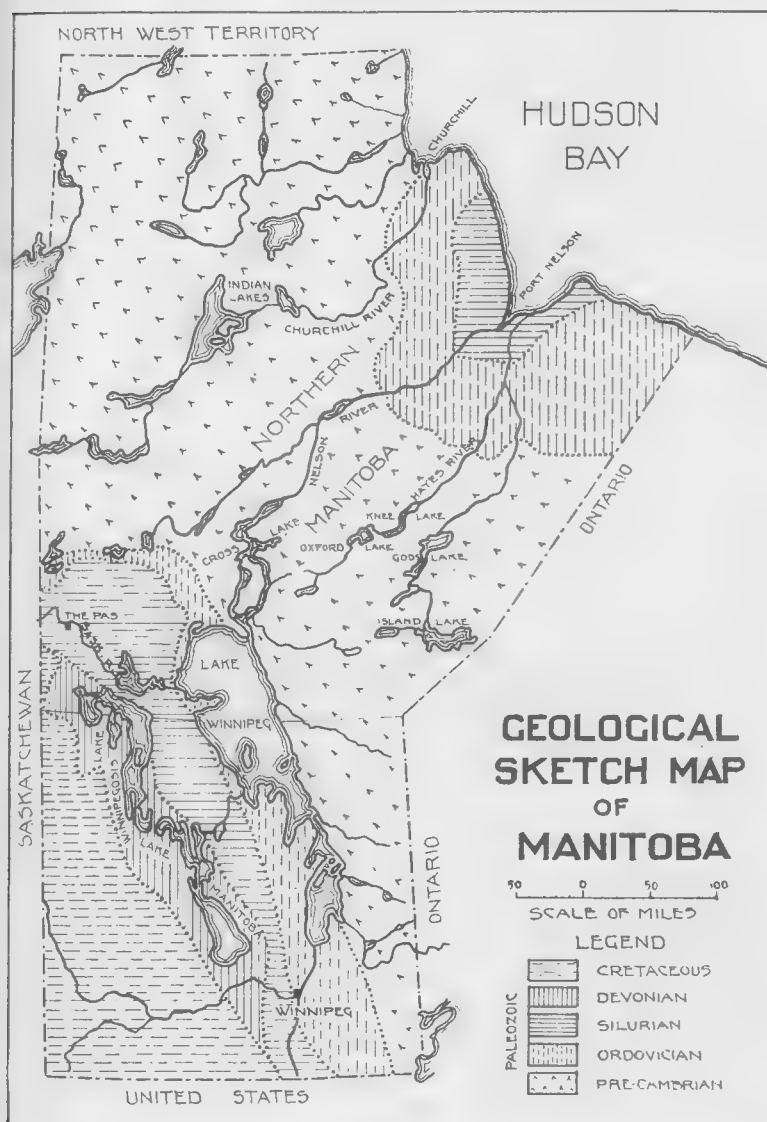 NORTH WEST TERRITORY
HUDSON
BAY
CHURCHILL
PORT NELSON
INDIAN
LAKES
CHURCHILL RIVER
NORTHERN
MANITOBA
NELSON
RIVER
HAYES RIVER
KNEE LAKE
OXFORD
LAKE
CROSS
LAKE
GODS LAKE
ISLAND LAKE
ONTARIO
THE PAS
LAKE
WINNIPEG
SASKATCHEWAN
LAKE
WINNIPEGOSIS
LAKE
MANITOBA
ONTARIO
WINNIPEG
UNITED STATES
GEOLOGICAL
SKETCH MAP
OF
MANITOBA
50 0 50 100
SCALE OF MILES
LEGEND
PALEOZOIC
CRETACEOUS
DEVONIAN
SILURIAN
ORDOVICIAN
PRE-CAMBRIAN